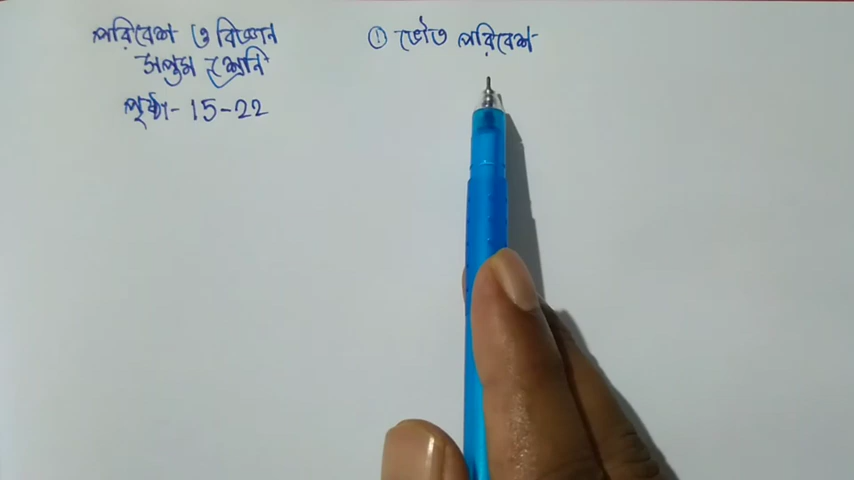 পরিবেশ ও বিজ্ঞান
সপ্তম শ্রেনি
পৃষ্ঠা-15-22
① ভৌত পরিবেশ